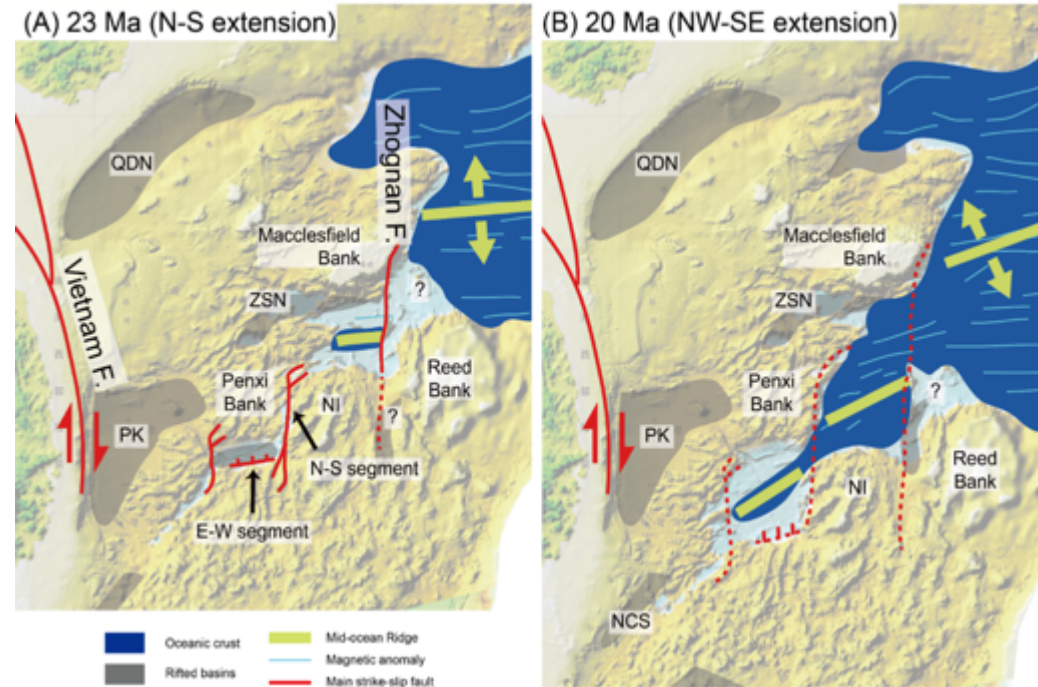 (A) 23 Ma (N-S extension)
QDN
Zhognan F.
Macclesfield
Bank
Vietnam F.
ZSN
?
Penxi
Bank
NI
Reed
Bank
?
PK
N-S segment
E-W segment
(B) 20 Ma (NW-SE extension)
QDN
Macclesfield
Bank
ZSN
Penxi
Bank
?
PK
NI
Reed
Bank
NCS
Oceanic crust
Rifted basins
Mid-ocean Ridge
Magnetic anomaly
Main strike-slip fault